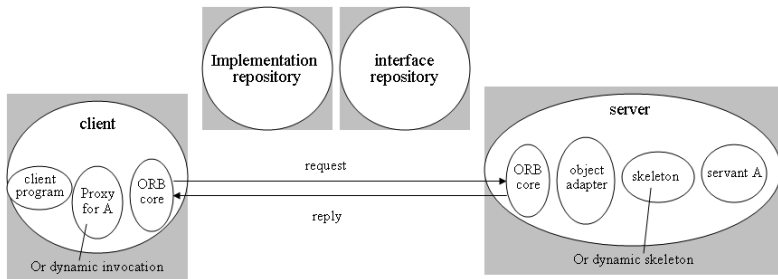 Implementation
repository
interface
repository
client
client
program
Proxy
for A
ORB
core
Or dynamic invocation
request
reply
server
ORB
core
object
adapter
skeleton
servant A
Or dynamic skeleton